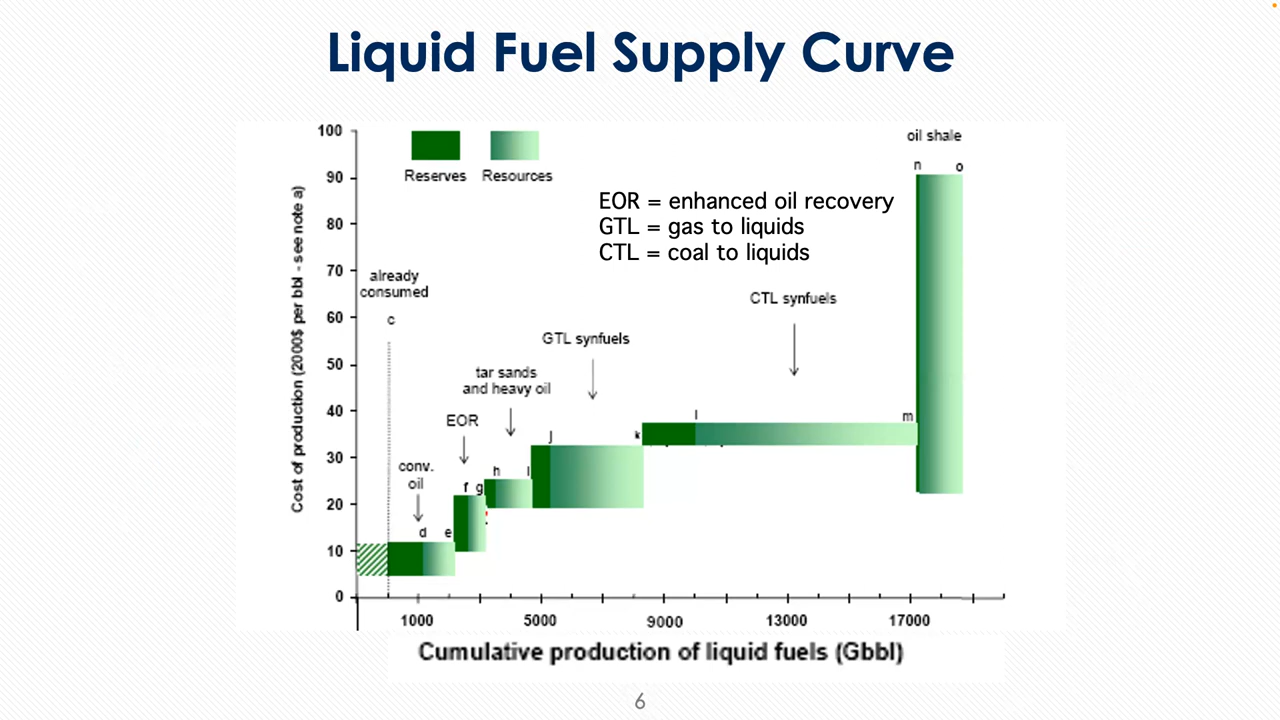 Liquid Fuel Supply Curve
100
90
80
70
60
50
40
30
20
10
0
Cost of production (2000$ per bbl - see note a)
Reserves
Resources
EOR = enhanced oil recovery
GTL = gas to liquids
CTL = coal to liquids
oil shale
n
o
already
consumed
c
CTL synfuels
GTL synfuels
tar sands
and heavy oil
EOR
conv.
oil
d
e
f
g
h
i
j
k
l
m
1000
5000
9000
13000
17000
Cumulative production of liquid fuels (Gbbl)
6